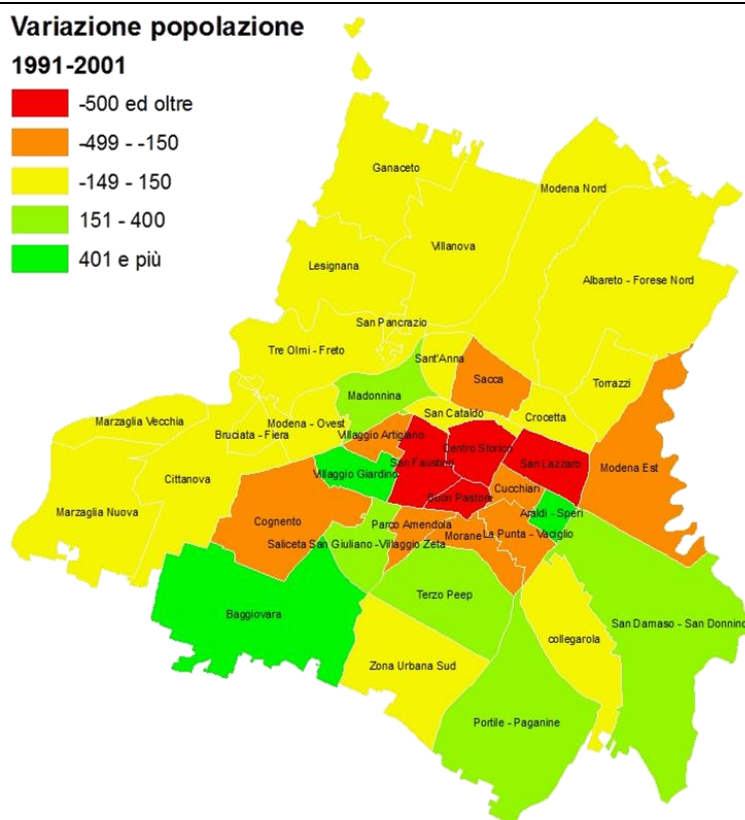 Variazione popolazione
1991-2001
-500 ed oltre
-499 - -150
-149 - 150
151 - 400
401 e più
Ganaceto
Modena Nord
Villanova
Lesignana
Albareto - Forese Nord
San Pancrazio
Tre Olmi - Freto
Sant'Anna
Sacca
Torrazzi
Madonnina
San Cataldo
Crocetta
Marzaglia Vecchia
Modena - Ovest
Bruciata - Fiera
Villaggio Artigiano
Centro Storico
San Faustino
San Lazzaro
Modena Est
Cittanova
Villaggio Giardino
Cucchiari
Buon Pastore
Marzaglia Nuova
Araldi - Speri
Cognento
Parco Amendola
Morane
La Punta - Vaciglio
Saliceta San Giuliano -Villaggio Zeta
Terzo Peep
Baggiovara
San Damaso - San Donnino
collegarola
Zona Urbana Sud
Portile - Paganine